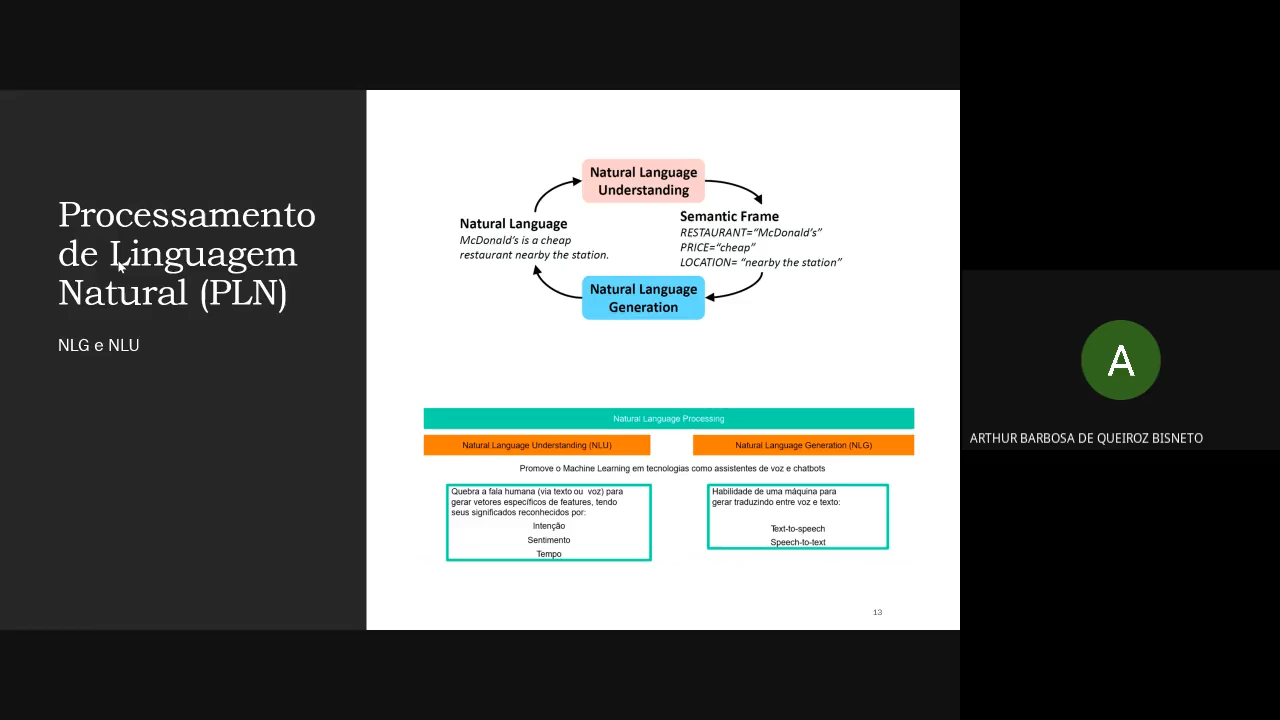 Processamento
de Linguagem
Natural (PLN)
NLG e NLU
Natural Language
Understanding
Natural Language
McDonald's is a cheap
restaurant nearby the station.
Semantic Frame
RESTAURANT="McDonald's"
PRICE="cheap"
LOCATION= "nearby the station"
Natural Language
Generation
Natural Language Processing
Natural Language Understanding (NLU)
Natural Language Generation (NLG)
Promove o Machine Learning em tecnologias como assistentes de voz e chatbots
Quebra a fala humana (via texto ou voz) para
gerar vetores específicos de features, tendo
seus significados reconhecidos por:
Intenção
Sentimento
Tempo
Habilidade de uma máquina para
gerar traduzindo entre voz e texto:
Text-to-speech
Speech-to-text
13
A
ARTHUR BARBOSA DE QUEIROZ BISNETO